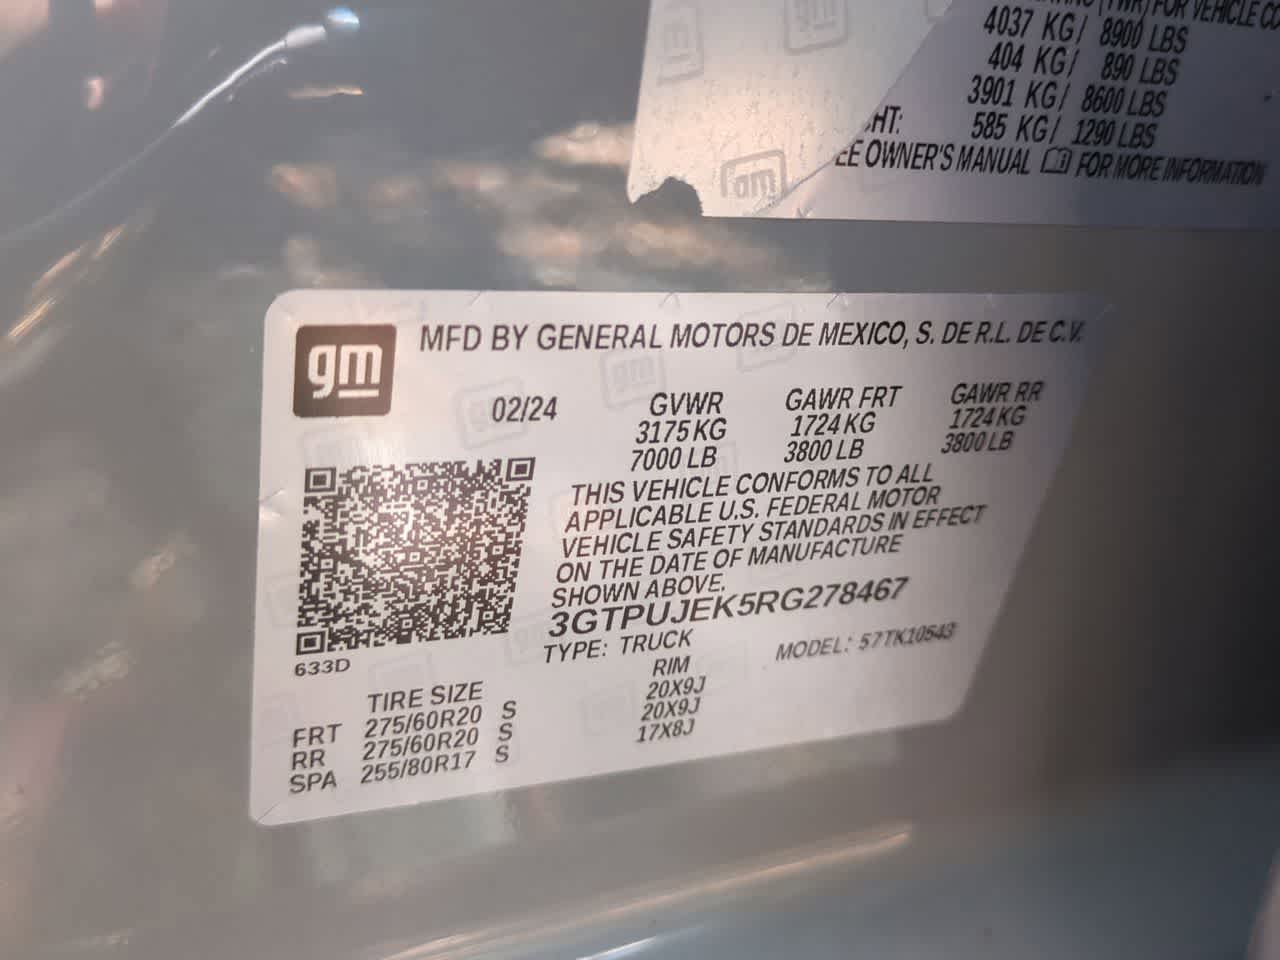 FOR VEHICLE
4037 KG/ 8900 LBS
404 KG/ 890 LBS
3901 KG/ 8600 LBS
HT: 585 KG/ 1290 LBS
EE OWNER'S MANUAL FOR MORE INFORMATION
gm
gm MFD BY GENERAL MOTORS DE MEXICO, S. DE R.L. DE C.V.
02/24 GVWR GAWR FRT GAWR RR
3175 KG 1724 KG 1724 KG
7000 LB 3800 LB 3800 LB
THIS VEHICLE CONFORMS TO ALL
APPLICABLE U.S. FEDERAL MOTOR
VEHICLE SAFETY STANDARDS IN EFFECT
ON THE DATE OF MANUFACTURE
SHOWN ABOVE.
3GTPUJEK5RG278467
TYPE: TRUCK MODEL: 57TK10543
633D
TIRE SIZE RIM
FRT 275/60R20 S 20X9J
RR 275/60R20 S 20X9J
SPA 255/80R17 S 17X8J